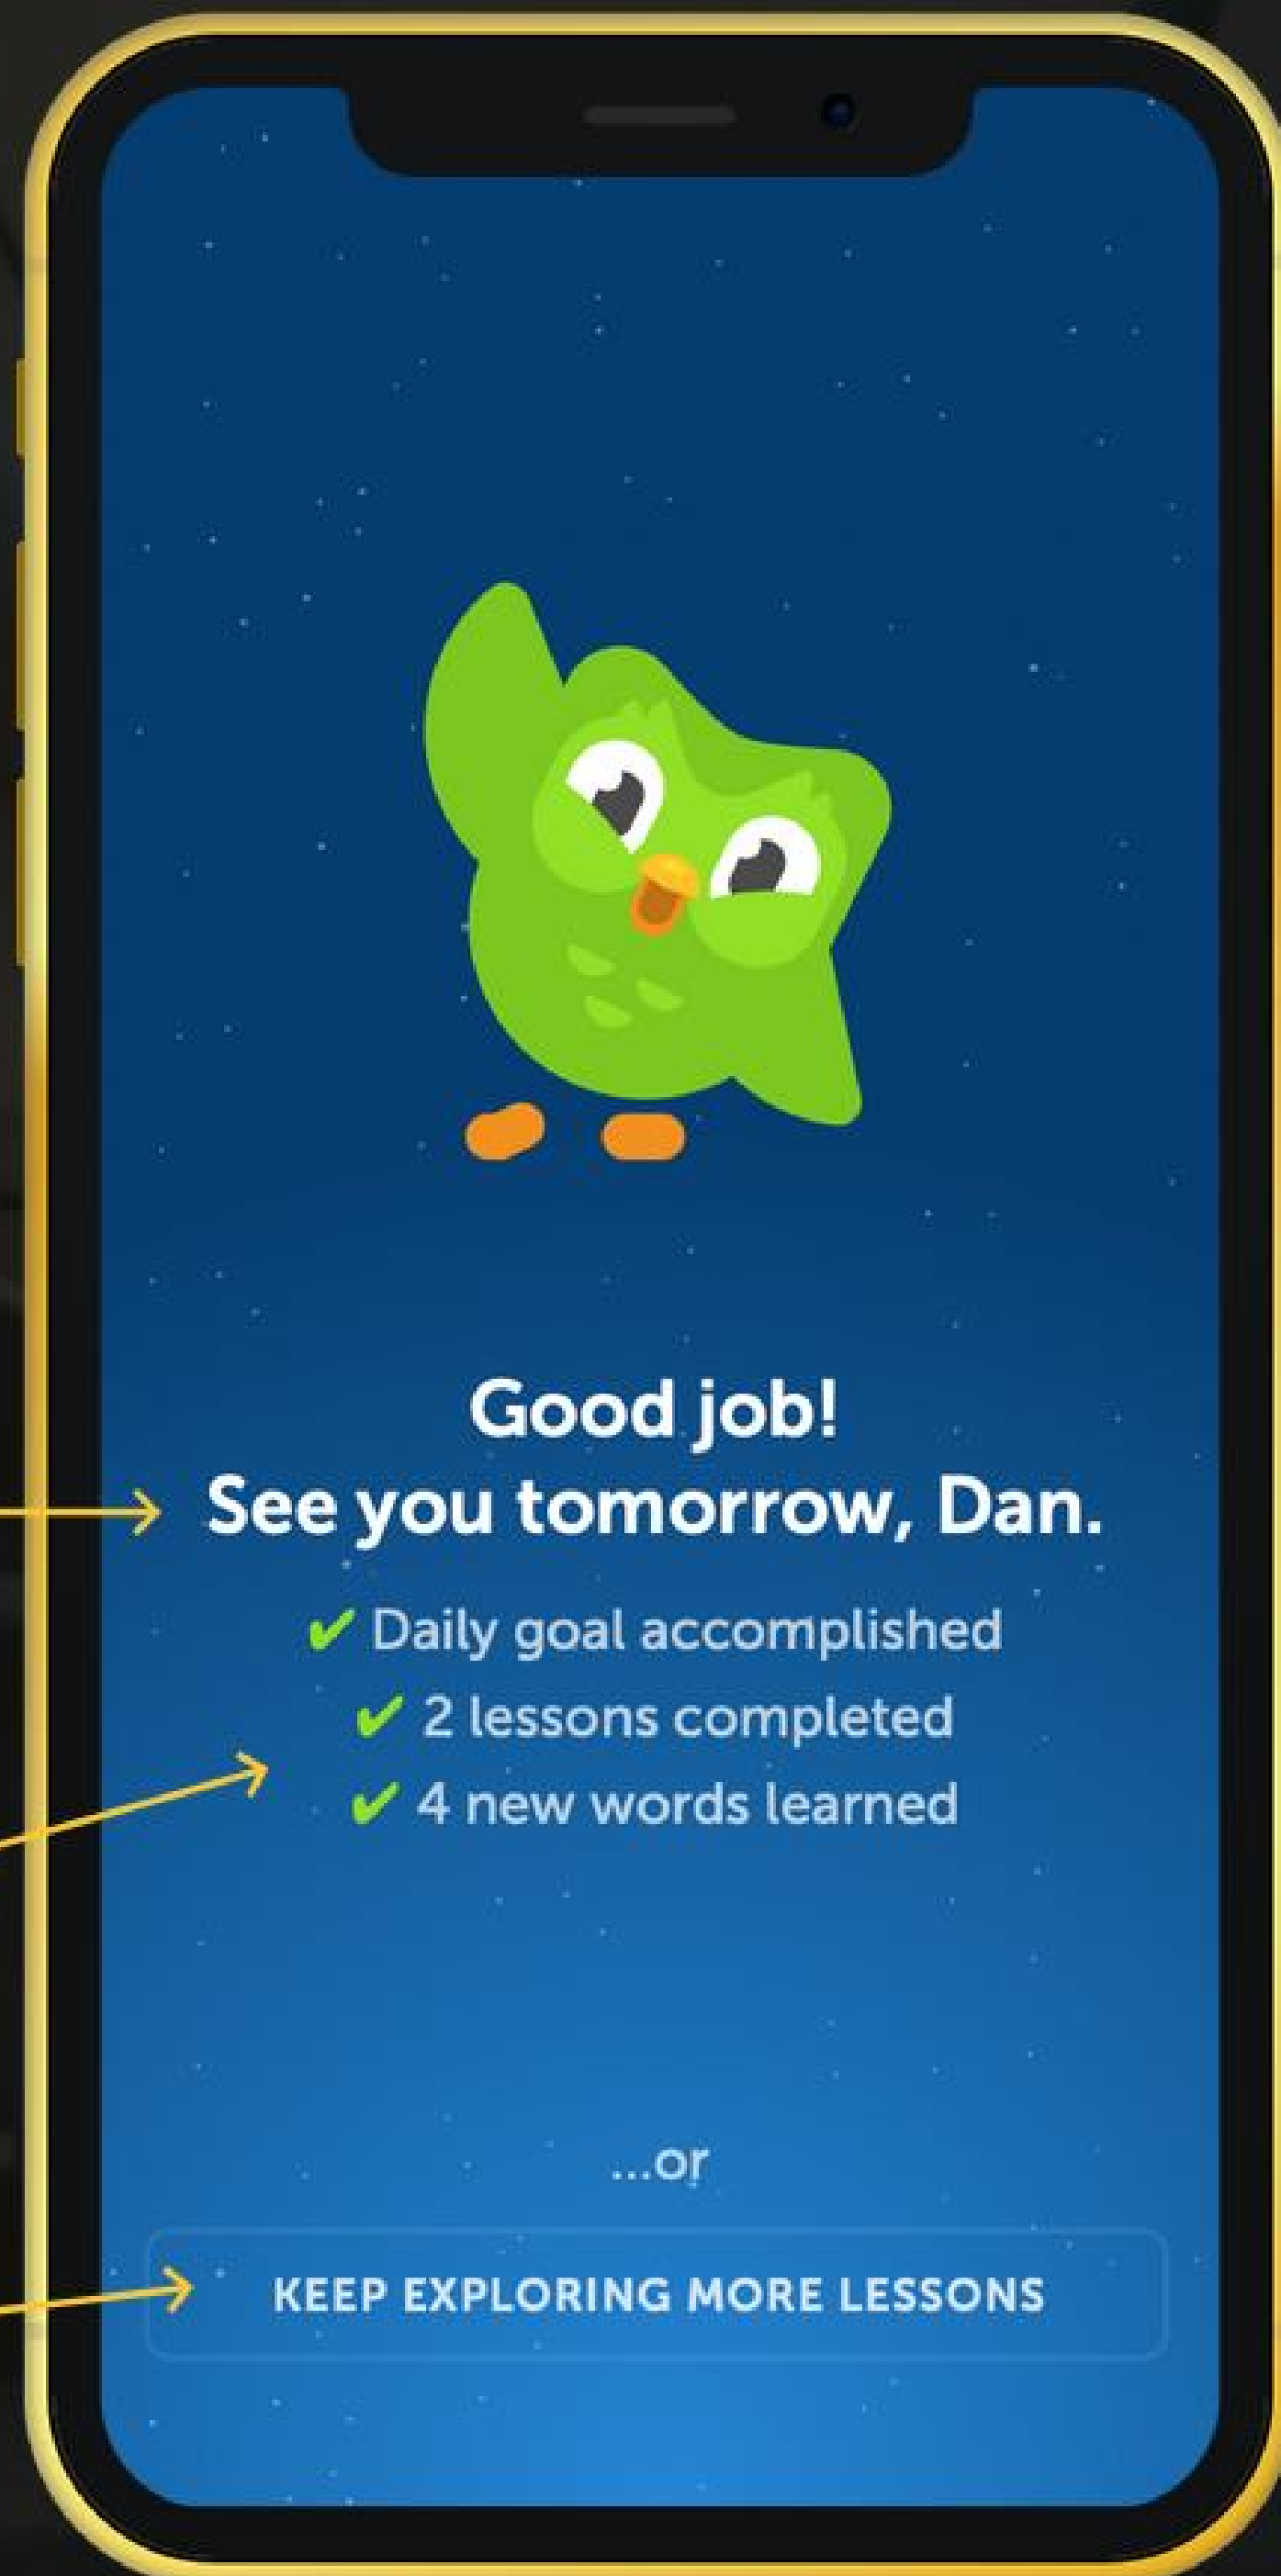 Good job!
See you tomorrow, Dan.
✔ Daily goal accomplished
✔ 2 lessons completed
✔ 4 new words learned
...or
KEEP EXPLORING MORE LESSONS